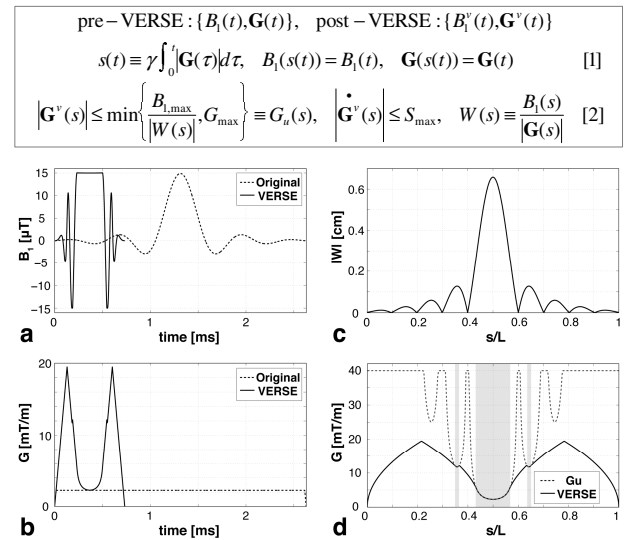 pre – VERSE : {B₁(t), G(t)}, post – VERSE : {B₁ᵛ(t), Gᵛ(t)}
s(t) ≡ γ∫₀ᵗ|G(τ)|dτ, B₁(s(t)) = B₁(t), G(s(t)) = G(t) [1]
|Gᵛ(s)| ≤ min{B₁,max/|W(s)|, Gmax} ≡ Gᵤ(s), |Ġᵛ(s)| ≤ Smax, W(s) ≡ B₁(s)/|G(s)| [2]
15
10
5
0
−5
−10
−15
B₁ [µT]
Original
VERSE
0
1
2
time [ms]
a
0.6
0.4
0.2
0
|W| [cm]
0
0.2
0.4
0.6
0.8
1
s/L
c
20
10
0
G [mT/m]
Original
VERSE
0
1
2
time [ms]
b
40
30
20
10
0
G [mT/m]
Gu
VERSE
0
0.2
0.4
0.6
0.8
1
s/L
d